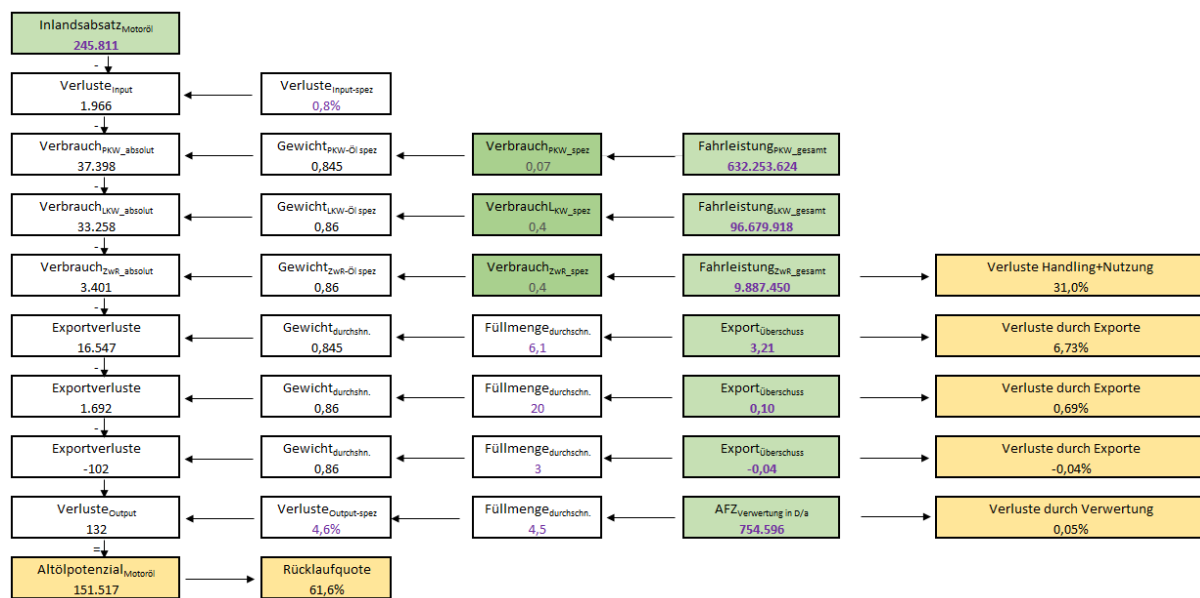 Inlandsabsatz Motoröl
245.811
-
Verluste Input
1.966
Verluste Input-spez
0,8%
-
Verbrauch PKW_absolut
37.398
Gewicht PKW-Öl spez
0,845
Verbrauch PKW_spez
0,07
Fahrleistung PKW_gesamt
632.253.624
-
Verbrauch LKW_absolut
33.258
Gewicht LKW-Öl spez
0,86
VerbrauchL KW_spez
0,4
Fahrleistung LKW_gesamt
96.679.918
-
Verbrauch ZwR_absolut
3.401
Gewicht ZwR-Öl spez
0,86
Verbrauch ZwR_spez
0,4
Fahrleistung ZwR_gesamt
9.887.450
Verluste Handling+Nutzung
31,0%
-
Exportverluste
16.547
Gewicht durchshn.
0,845
Füllmenge durchschn.
6,1
Export Überschuss
3,21
Verluste durch Exporte
6,73%
-
Exportverluste
1.692
Gewicht durchshn.
0,86
Füllmenge durchschn.
20
Export Überschuss
0,10
Verluste durch Exporte
0,69%
-
Exportverluste
-102
Gewicht durchshn.
0,86
Füllmenge durchschn.
3
Export Überschuss
-0,04
Verluste durch Exporte
-0,04%
Verluste Output
132
Verluste Output-spez
4,6%
Füllmenge durchschn.
4,5
AFZ Verwertung in D/a
754.596
Verluste durch Verwertung
0,05%
=
Altölpotenzial Motoröl
151.517
Rücklaufquote
61,6%